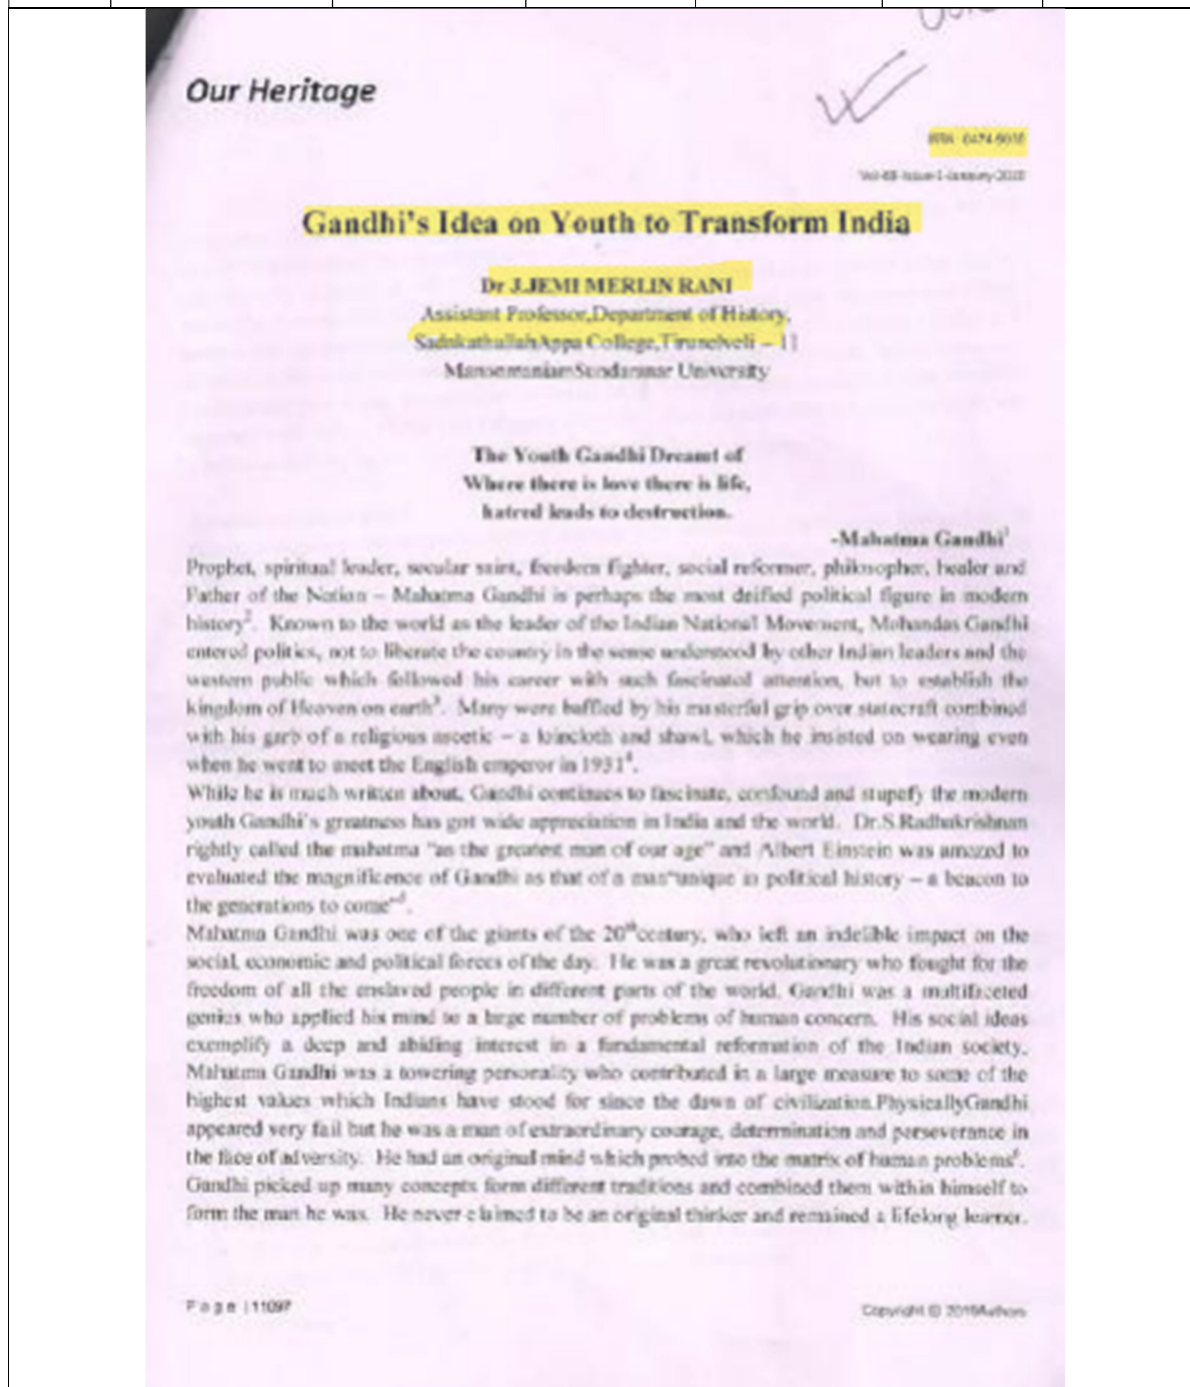 Our Heritage
Vol-68-Issue-1-January-2020
Gandhi's Idea on Youth to Transform India
Dr J.JEMI MERLIN RANI
Assistant Professor,Department of History,
SadakathullahAppa College,Tirunelveli – 11
University
The Youth Gandhi Dreamt of
Where there is love there is life,
hatred leads to destruction.
-Mahatma Gandhi1
Prophet, spiritual leader, secular saint, freedom fighter, social reformer, philosopher, healer and
Father of the Nation – Mahatma Gandhi is perhaps the most deified political figure in modern
history2. Known to the world as the leader of the Indian National Movement, Mohandas Gandhi
entered politics, not to liberate the country in the sense understood by other Indian leaders and the
western public which followed his career with such fascinated attention, but to establish the
kingdom of Heaven on earth3. Many were baffled by his masterful grip over statecraft combined
with his garb of a religious ascetic – a loincloth and shawl, which he insisted on wearing even
when he went to meet the English emperor in 19314.
While he is much written about, Gandhi continues to fascinate, confound and stupefy the modern
youth Gandhi's greatness has got wide appreciation in India and the world. Dr.S.Radhakrishnan
rightly called the mahatma "as the greatest man of our age" and Albert Einstein was amazed to
evaluated the magnificence of Gandhi as that of a man"unique in political history – a beacon to
the generations to come"5.
Mahatma Gandhi was one of the giants of the 20thcentury, who left an indelible impact on the
social, economic and political forces of the day. He was a great revolutionary who fought for the
freedom of all the enslaved people in different parts of the world. Gandhi was a multifaceted
genius who applied his mind to a large number of problems of human concern. His social ideas
exemplify a deep and abiding interest in a fundamental reformation of the Indian society.
Mahatma Gandhi was a towering personality who contributed in a large measure to some of the
highest values which Indians have stood for since the dawn of civilization.PhysicallyGandhi
appeared very fail but he was a man of extraordinary courage, determination and perseverance in
the face of adversity. He had an original mind which probed into the matrix of human problems6.
Gandhi picked up many concepts form different traditions and combined them within himself to
form the man he was. He never claimed to be an original thinker and remained a lifelong learner.
Page | 11097
Copyright © 2019Authors